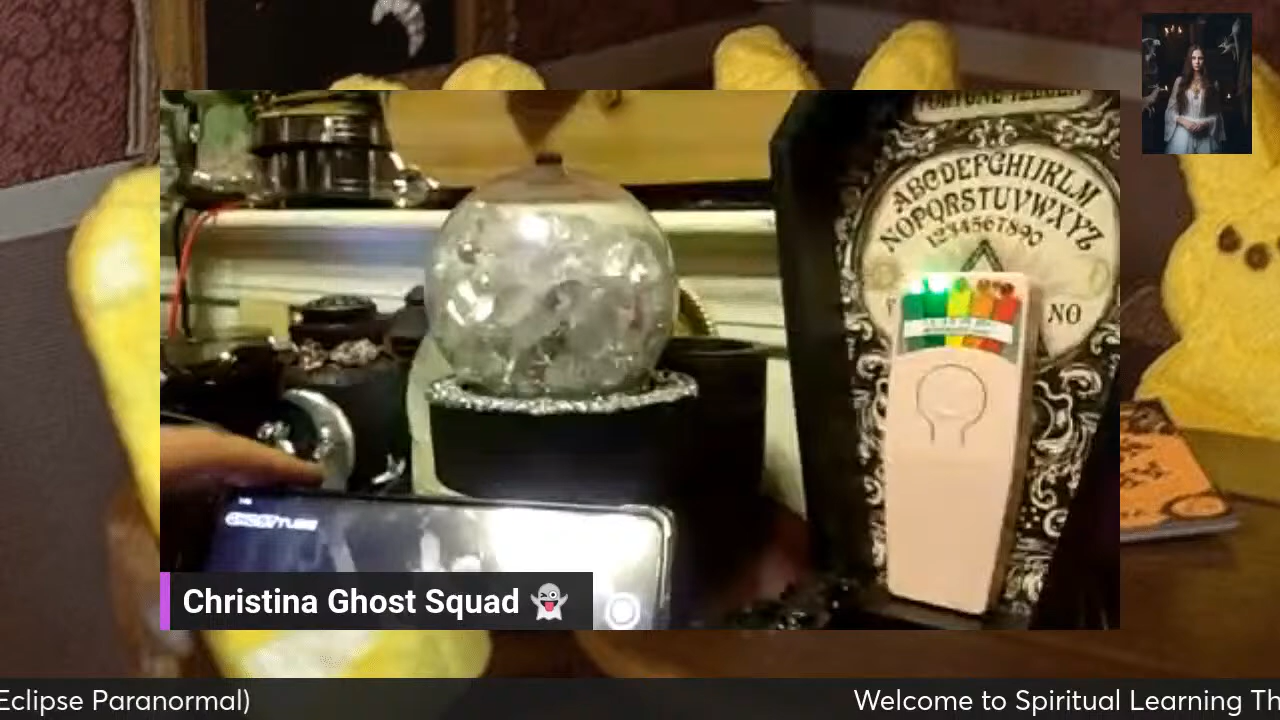 FORTUNE TELLER
ABCDEFGHIJKLM
NOPQRSTUVWXYZ
1234567890
NO
Christina Ghost Squad 👻
Eclipse Paranormal)
Welcome to Spiritual Learning Th